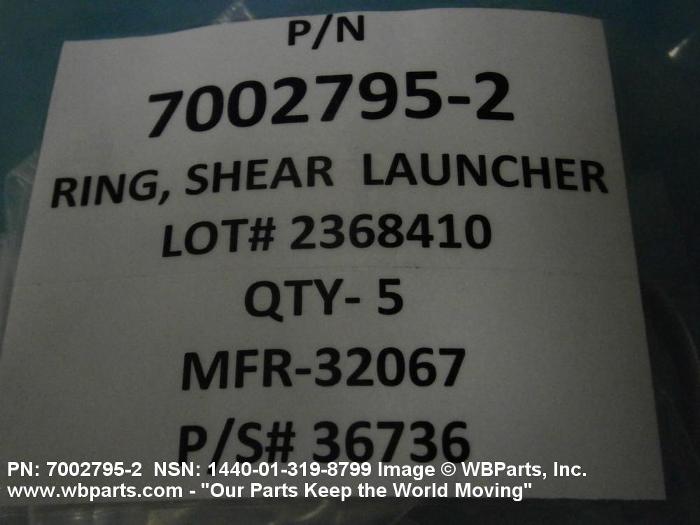 P/N
7002795-2
RING, SHEAR LAUNCHER
LOT# 2368410
QTY- 5
MFR-32067
P/S# 36736
PN: 7002795-2 NSN: 1440-01-319-8799 Image © WBParts, Inc.
www.wbparts.com - "Our Parts Keep the World Moving"